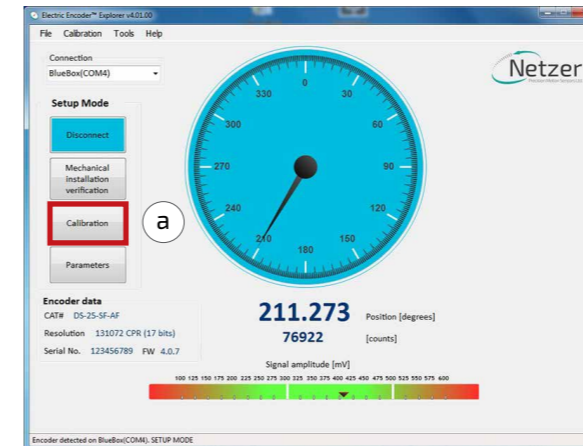 Electric Encoder™ Explorer v4.01.00
File Calibration Tools Help
Connection
BlueBox(COM4)
Netzer
Setup Mode
Disconnect
Mechanical
installation
verification
Calibration
a
Parameters
0
30
60
90
120
150
180
210
240
270
300
330
Encoder data
CAT# DS-25-SF-AF
Resolution 131072 CPR (17 bits)
Serial No. 123456789 FW 4.0.7
211.273 Position [degrees]
76922 [counts]
Signal amplitude [mV]
100 125 150 175 200 225 250 275 300 325 350 375 400 425 450 475 500 525 550 575 600
Encoder detected on BlueBox(COM4). SETUP MODE